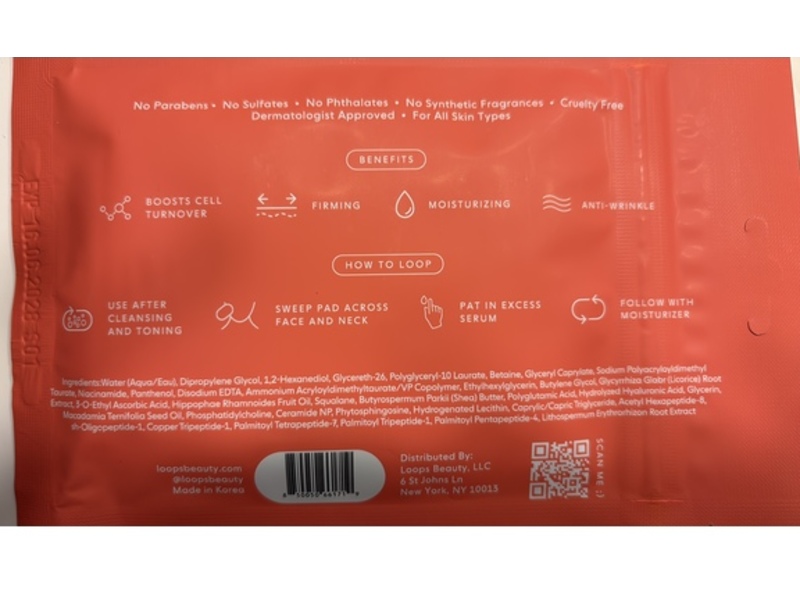 No Parabens • No Sulfates • No Phthalates • No Synthetic Fragrances • Cruelty Free
Dermatologist Approved • For All Skin Types
BENEFITS
BOOSTS CELL
TURNOVER
FIRMING
MOISTURIZING
ANTI-WRINKLE
HOW TO LOOP
USE AFTER
CLEANSING
AND TONING
SWEEP PAD ACROSS
FACE AND NECK
PAT IN EXCESS
SERUM
FOLLOW WITH
MOISTURIZER
Ingredients:Water (Aqua/Eau), Dipropylene Glycol, 1,2-Hexanediol, Glycereth-26, Polyglyceryl-10 Laurate, Betaine, Glyceryl Caprylate, Sodium Polyacryloyldimethyl
Taurate, Niacinamide, Panthenol, Disodium EDTA, Ammonium Acryloyldimethyltaurate/VP Copolymer, Ethylhexylglycerin, Butylene Glycol, Glycyrrhiza Glabr (Licorice) Root
Extract, 3-O-Ethyl Ascorbic Acid, Hippophae Rhamnoides Fruit Oil, Squalane, Butyrospermum Parkii (Shea) Butter, Polyglutamic Acid, Hydrolyzed Hyaluronic Acid, Glycerin,
Macadamia Ternifolia Seed Oil, Phosphatidylcholine, Ceramide NP, Phytosphingosine, Hydrogenated Lecithin, Caprylic/Capric Triglyceride, Acetyl Hexapeptide-8,
sh-Oligopeptide-1, Copper Tripeptide-1, Palmitoyl Tetrapeptide-7, Palmitoyl Tripeptide-1, Palmitoyl Pentapeptide-4, Lithospermum Erythrorhizon Root Extract
loopsbeauty.com
@loopsbeauty
Made in Korea
8 50050 66171 9
Distributed By:
Loops Beauty, LLC
6 St Johns Ln
New York, NY 10013
SCAN ME ;)